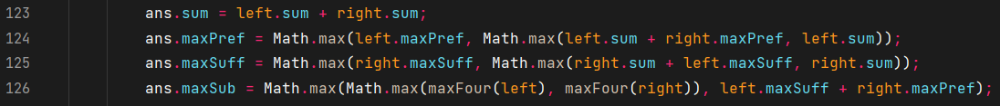 123 ans.sum = left.sum + right.sum;
124 ans.maxPref = Math.max(left.maxPref, Math.max(left.sum + right.maxPref, left.sum));
125 ans.maxSuff = Math.max(right.maxSuff, Math.max(right.sum + left.maxSuff, right.sum));
126 ans.maxSub = Math.max(Math.max(maxFour(left), maxFour(right)), left.maxSuff + right.maxPref);